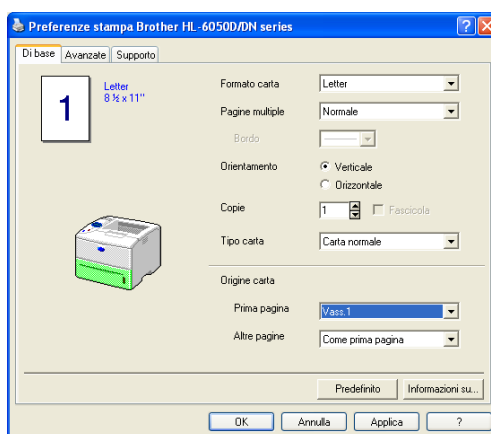 Preferenze stampa Brother HL-6050D/DN series
?
Di base Avanzate Supporto
1
Letter
8 ½ x 11"
Formato carta Letter
Pagine multiple Normale
Bordo
Orientamento Verticale
Orizzontale
Copie 1 Fascicola
Tipo carta Carta normale
Origine carta
Prima pagina Vass.1
Altre pagine Come prima pagina
Predefinito Informazioni su...
OK Annulla Applica ?